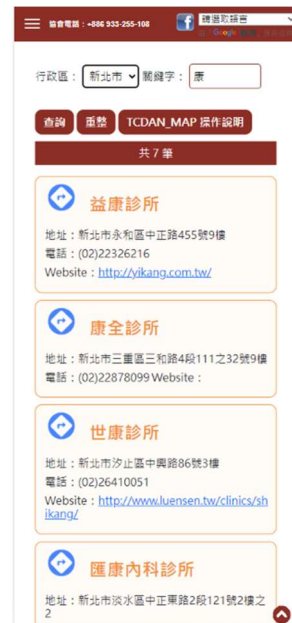 協會電話：+886 933-255-108
請選取語言
行政區： 新北市 關鍵字： 康
查詢 重整 TCDAN_MAP 操作說明
共 7 筆
益康診所
地址：新北市永和區中正路455號9樓
電話：(02)22326216
Website：http://yikang.com.tw/
康全診所
地址：新北市三重區三和路4段111之32號9樓
電話：(02)22878099 Website：
世康診所
地址：新北市汐止區中興路86號3樓
電話：(02)26410051
Website：http://www.luensen.tw/clinics/sh
ikang/
匯康內科診所
地址：新北市淡水區中正東路2段121號2樓之
2